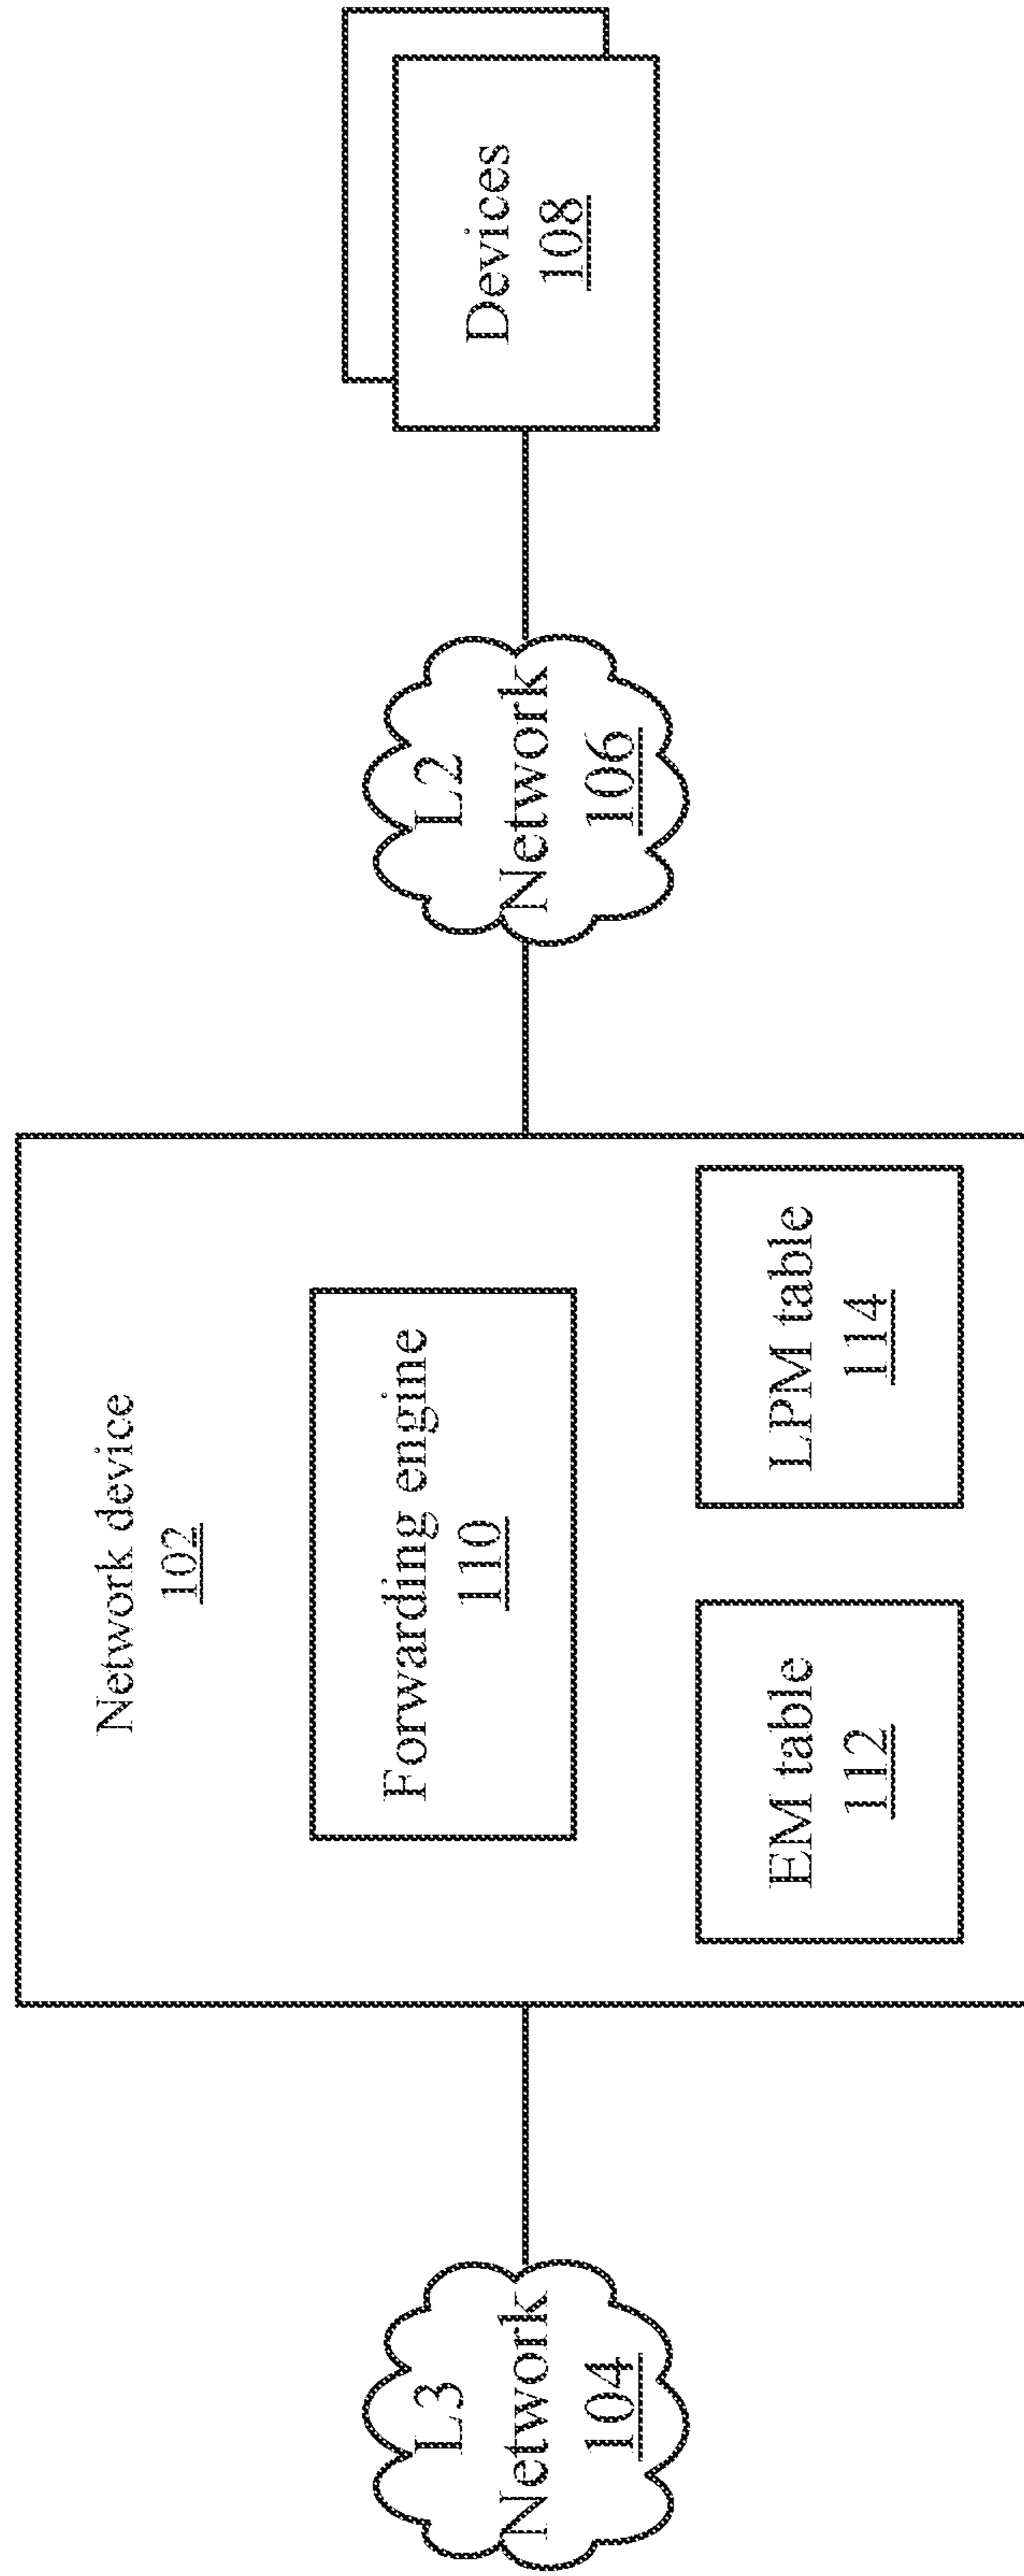 L3
Network
104
Network device
102
Forwarding engine
110
EM table
112
LPM table
114
L2
Network
106
Devices
108